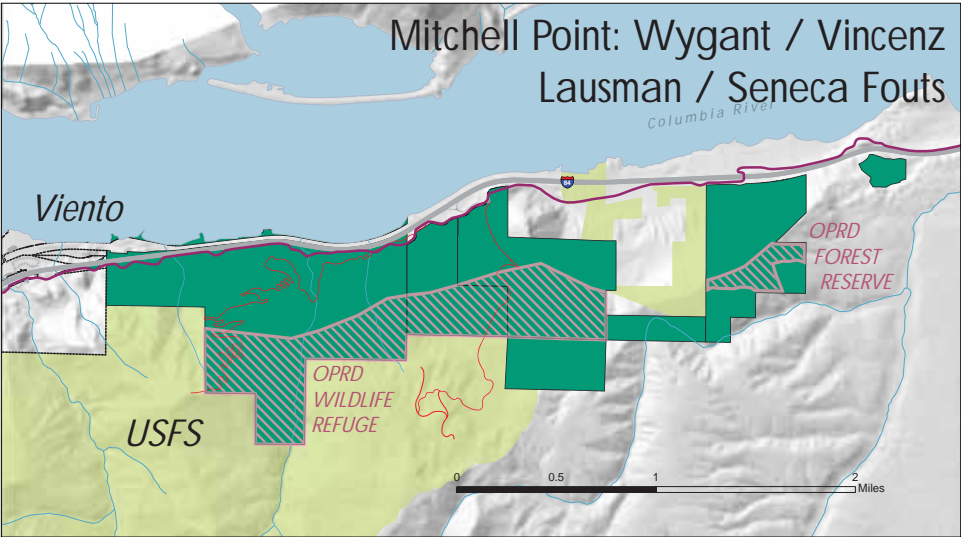 Mitchell Point: Wygant / Vincenz
Lausman / Seneca Fouts
Columbia River
84
Viento
OPRD
FOREST
RESERVE
OPRD
WILDLIFE
REFUGE
USFS
0 0.5 1 2
Miles